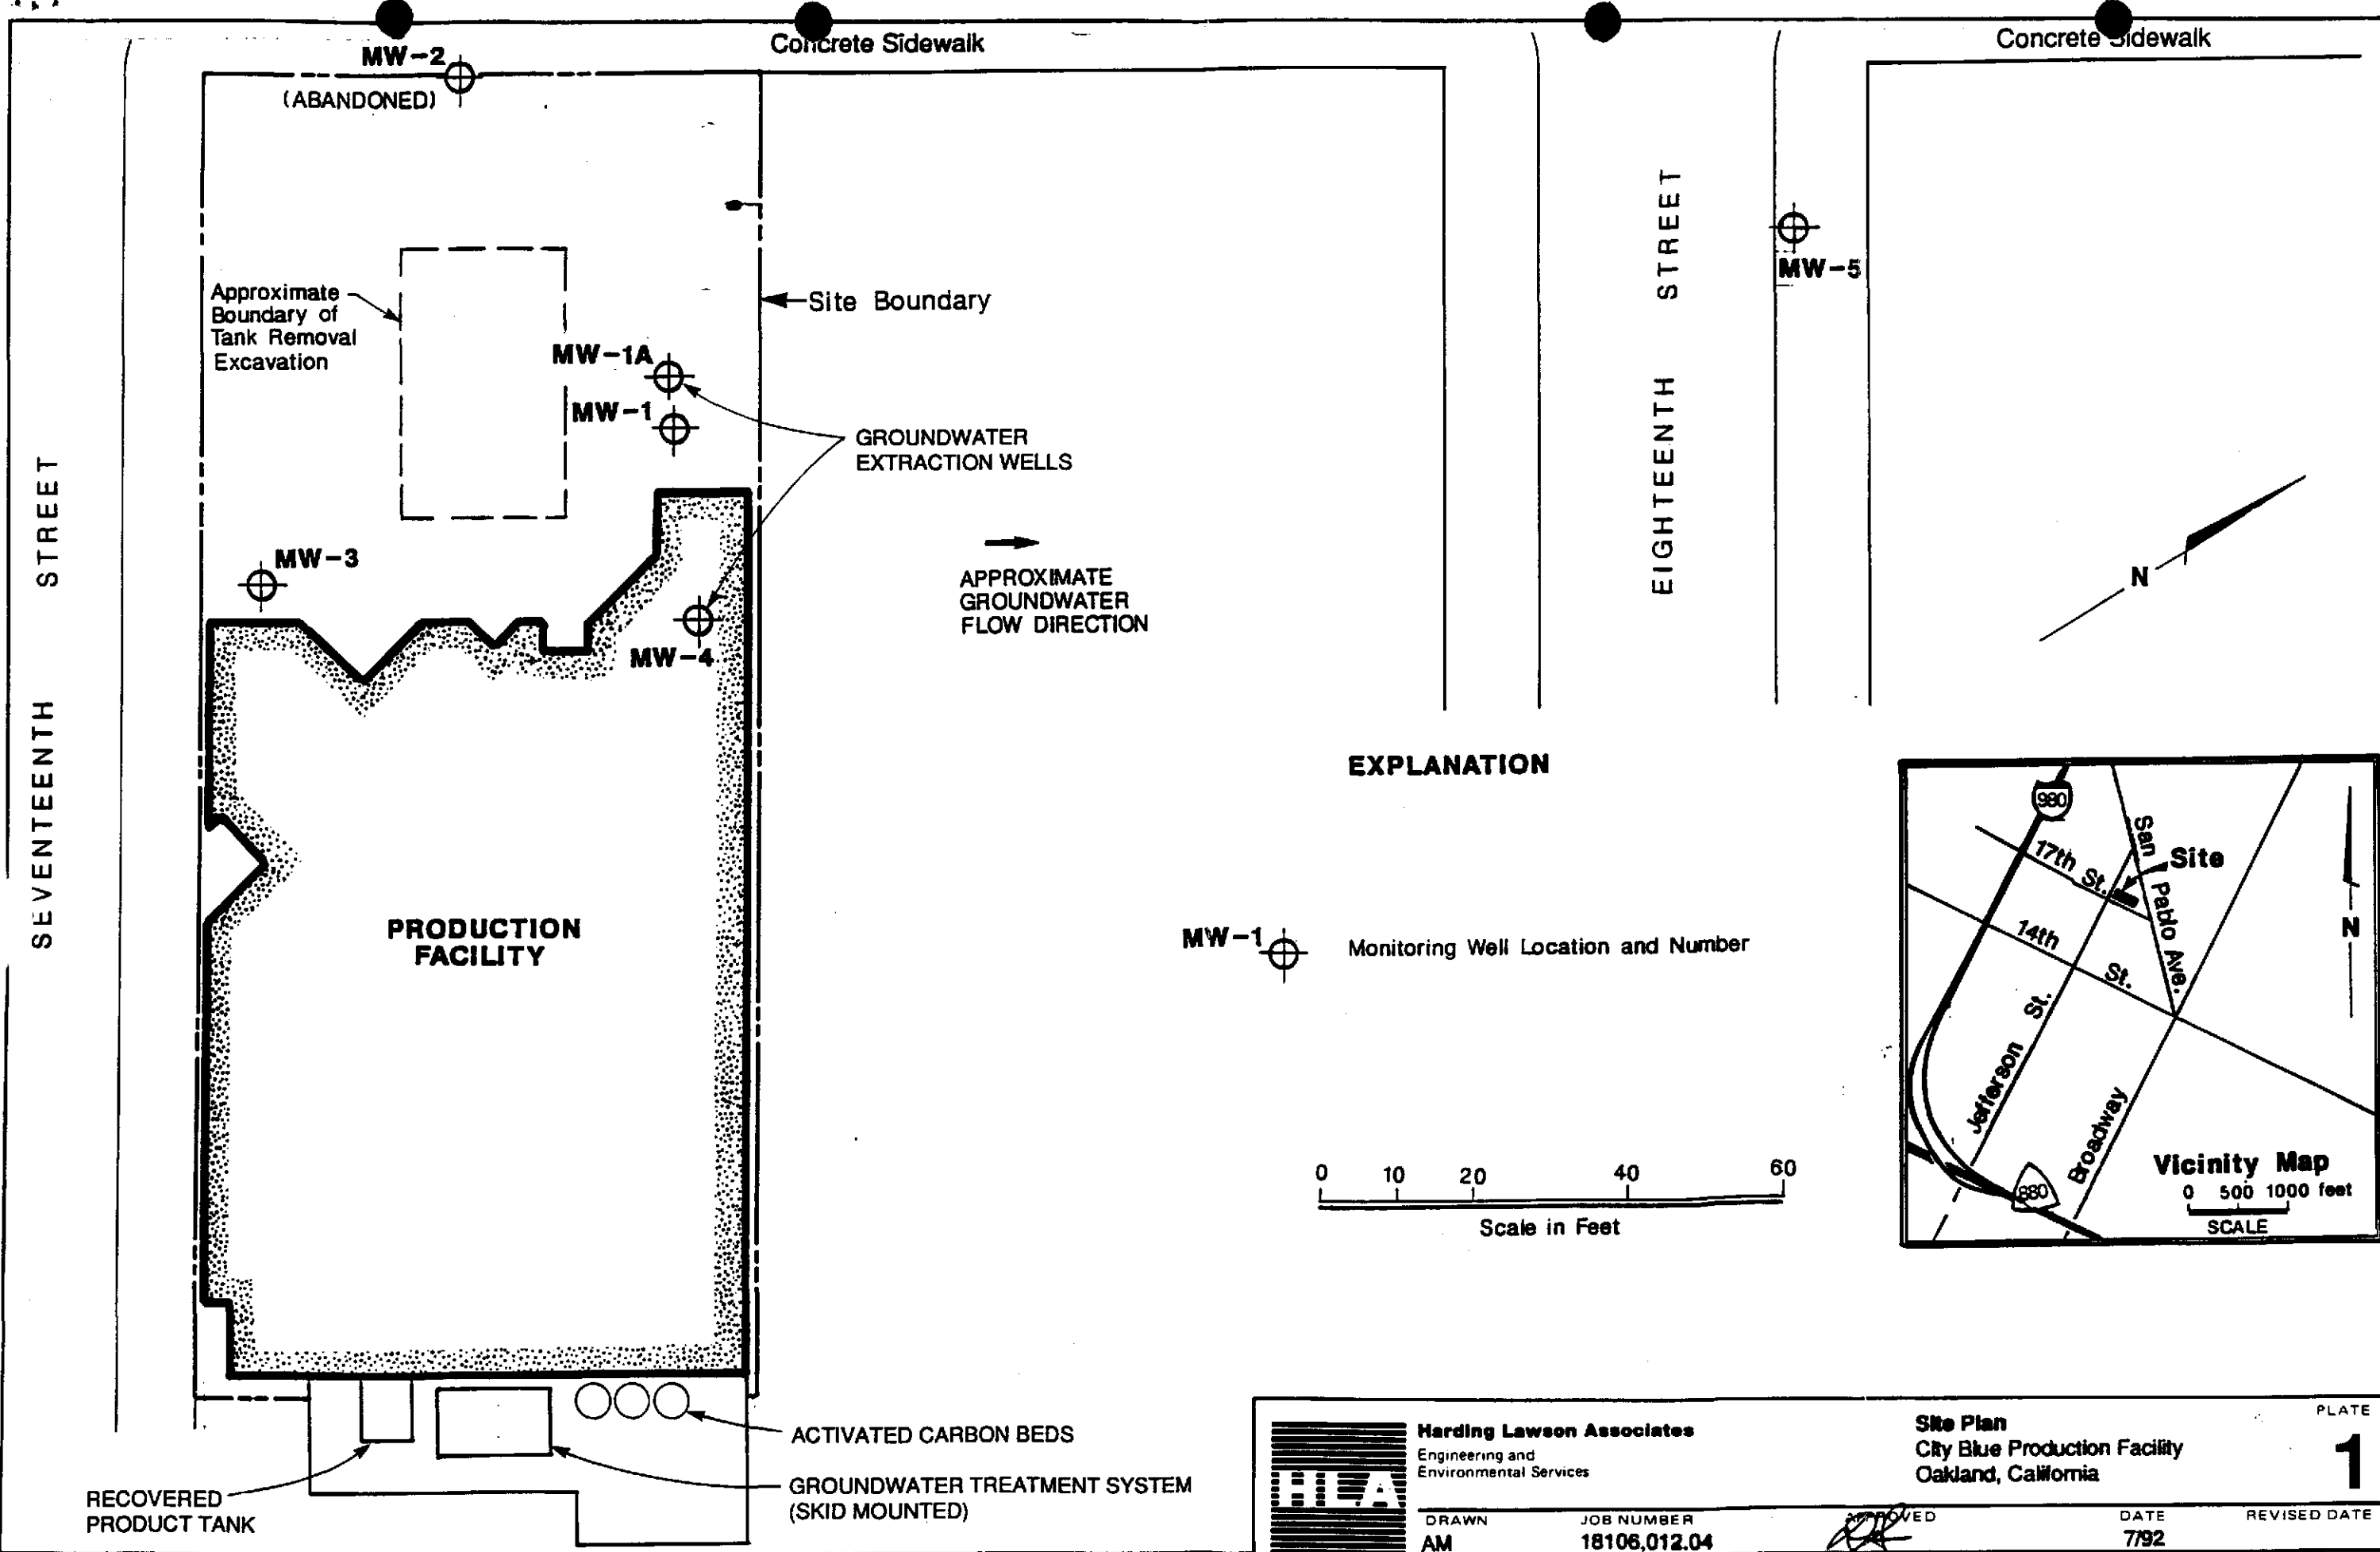 Concrete Sidewalk
Concrete Sidewalk
MW-2
(ABANDONED)
Approximate
Boundary of
Tank Removal
Excavation
Site Boundary
MW-1A
MW-1
GROUNDWATER
EXTRACTION WELLS
MW-3
MW-4
APPROXIMATE
GROUNDWATER
FLOW DIRECTION
SEVENTEENTH STREET
EIGHTEENTH STREET
MW-5
N
PRODUCTION
FACILITY
EXPLANATION
MW-1
Monitoring Well Location and Number
0 10 20 40 60
Scale in Feet
980
17th St.
San Pablo Ave.
Site
14th St.
N
Jefferson St.
Broadway
880
Vicinity Map
0 500 1000 feet
SCALE
ACTIVATED CARBON BEDS
GROUNDWATER TREATMENT SYSTEM
(SKID MOUNTED)
RECOVERED
PRODUCT TANK
HLA
Harding Lawson Associates
Engineering and
Environmental Services
Site Plan
City Blue Production Facility
Oakland, California
PLATE
1
DRAWN
AM
JOB NUMBER
18106,012.04
APPROVED
DATE
7/92
REVISED DATE